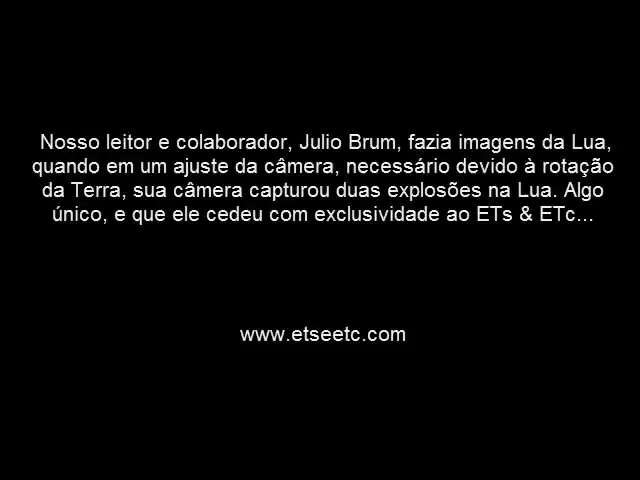 Nosso leitor e colaborador, Julio Brum, fazia imagens da Lua,
quando em um ajuste da câmera, necessário devido à rotação
da Terra, sua câmera capturou duas explosões na Lua. Algo
único, e que ele cedeu com exclusividade ao ETs & ETc...
www.etseetc.com